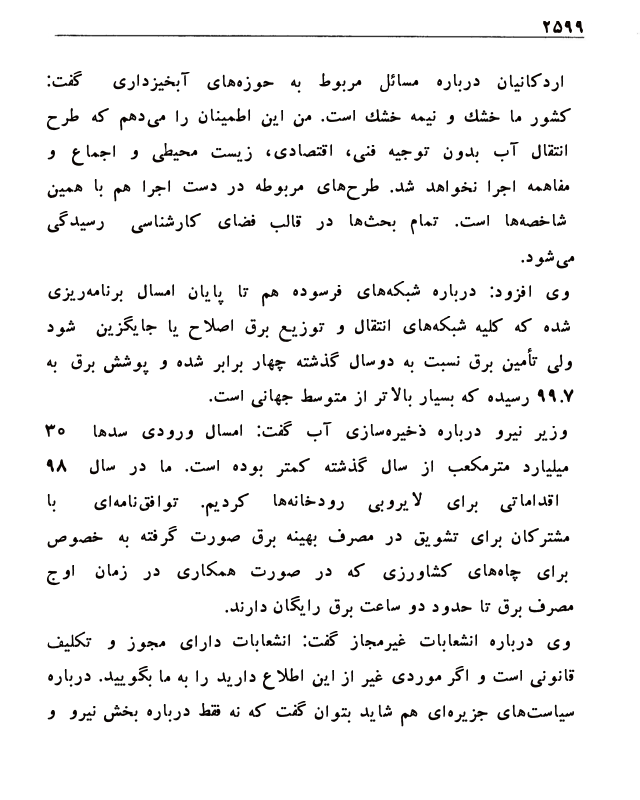 ۲۵۹۹
اردکانیان درباره مسائل مربوط به حوزه‌های آبخیزداری گفت:
کشور ما خشك و نیمه خشك است. من این اطمینان را می‌دهم که طرح
انتقال آب بدون توجیه فنی، اقتصادی، زیست محیطی و اجماع و
مفاهمه اجرا نخواهد شد. طرح‌های مربوطه در دست اجرا هم با همین
شاخصه‌ها است. تمام بحث‌ها در قالب فضای کارشناسی رسیدگی
می‌شود.
وی افزود: درباره شبکه‌های فرسوده هم تا پایان امسال برنامه‌ریزی
شده که کلیه شبکه‌های انتقال و توزیع برق اصلاح یا جایگزین شود
ولی تأمین برق نسبت به دوسال گذشته چهار برابر شده و پوشش برق به
۹۹.۷ رسیده که بسیار بالاتر از متوسط جهانی است.
وزیر نیرو درباره ذخیره‌سازی آب گفت: امسال ورودی سدها ۳۰
میلیارد مترمکعب از سال گذشته کمتر بوده است. ما در سال ۹۸
اقداماتی برای لایروبی رودخانه‌ها کردیم. توافق‌نامه‌ای با
مشترکان برای تشویق در مصرف بهینه برق صورت گرفته به خصوص
برای چاه‌های کشاورزی که در صورت همکاری در زمان اوج
مصرف برق تا حدود دو ساعت برق رایگان دارند.
وی درباره انشعابات غیرمجاز گفت: انشعابات دارای مجوز و تکلیف
قانونی است و اگر موردی غیر از این اطلاع دارید را به ما بگویید. درباره
سیاست‌های جزیره‌ای هم شاید بتوان گفت که نه فقط درباره بخش نیرو و